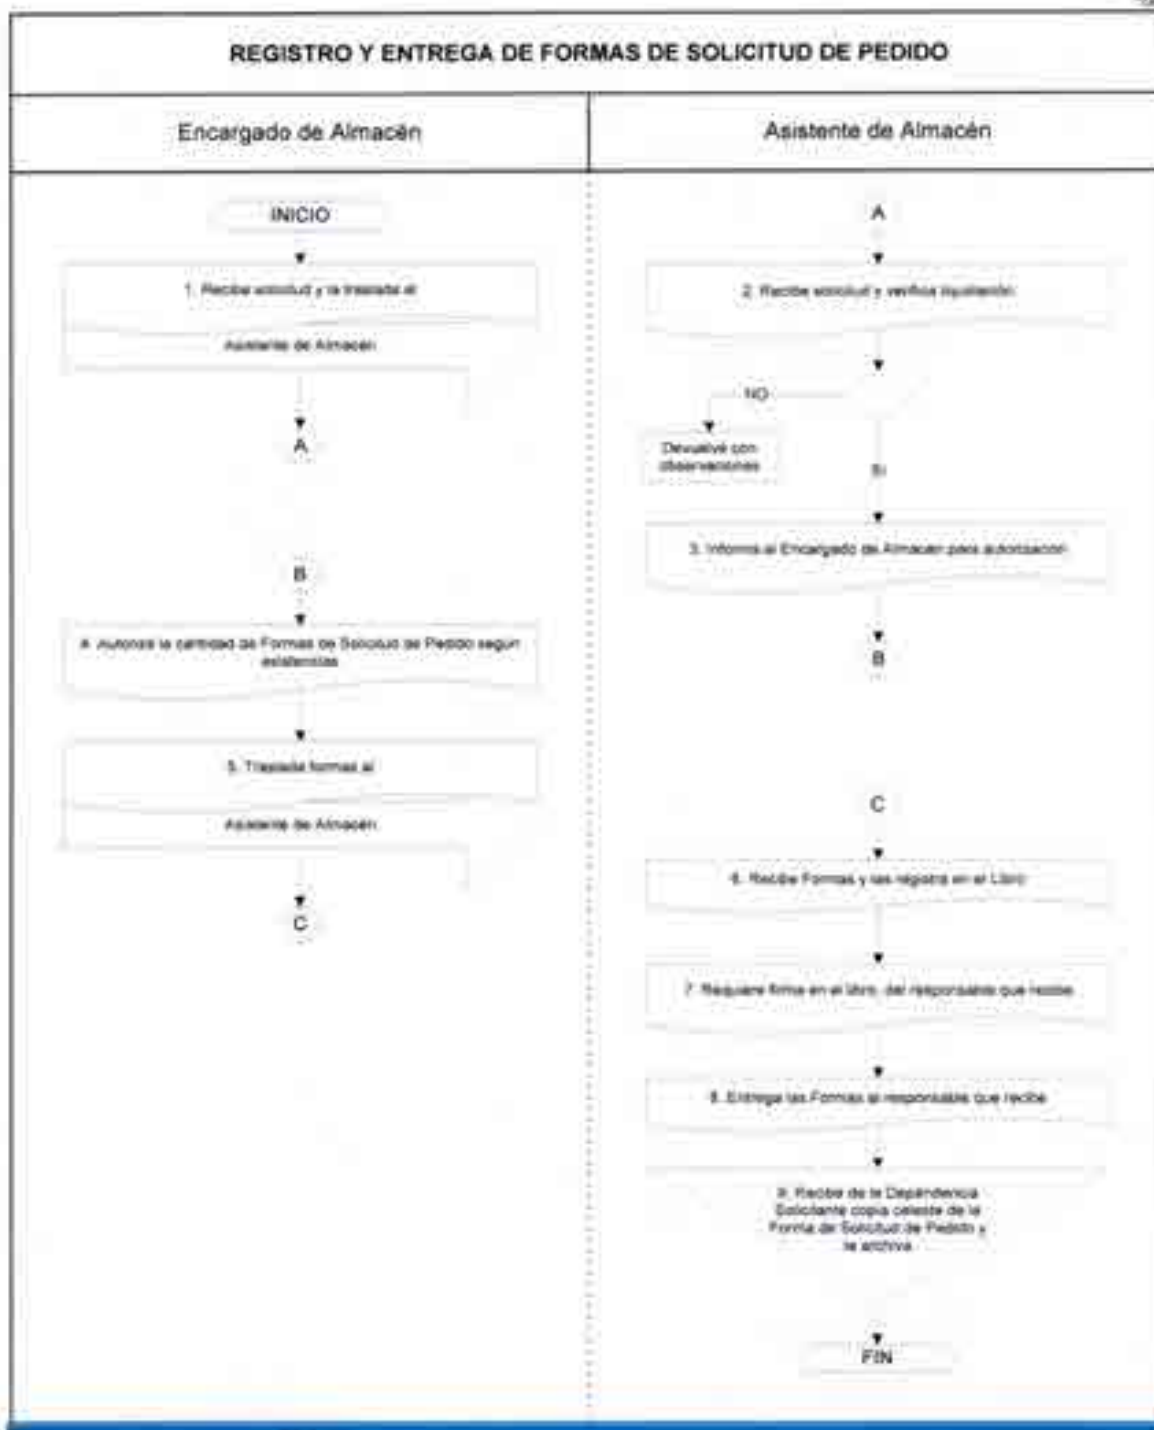 REGISTRO Y ENTREGA DE FORMAS DE SOLICITUD DE PEDIDO
Encargado de Almacén
Asistente de Almacén
INICIO
1. Recibe solicitud y la traslada al
Asistente de Almacén
A
B
4. Autoriza la cantidad de Formas de Solicitud de Pedido según
existencias
5. Traslada formas al
Asistente de Almacén
C
A
2. Recibe solicitud y verifica liquidación
NO
Devuelve con
observaciones
SI
3. Informa al Encargado de Almacén para autorización
B
C
6. Recibe Formas y las registra en el Libro
7. Requiere firma en el libro, del responsable que recibe
8. Entrega las Formas al responsable que recibe
9. Recibe de la Dependencia
Solicitante copia celeste de la
Forma de Solicitud de Pedido y
la archiva
FIN